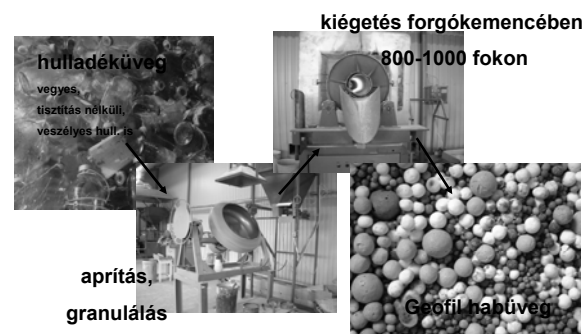 hulladéküveg
vegyes,
tisztítás nélküli,
veszélyes hull. is
aprítás,
granulálás
kiégetés forgókemencében
800-1000 fokon
Geofil habüveg